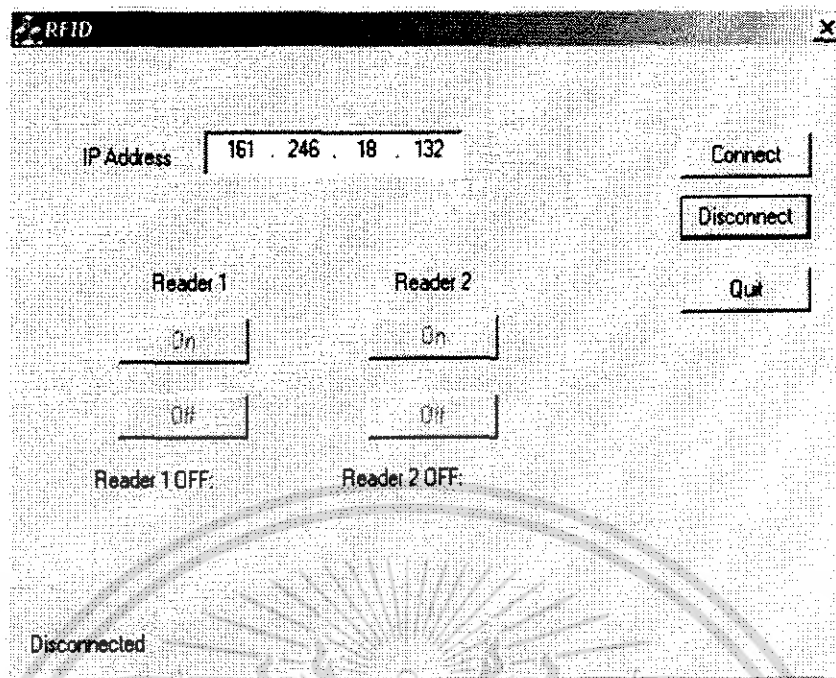 RFID
IP Address 161 . 246 . 18 . 132
Connect
Disconnect
Reader 1 Reader 2
Quit
On On
Off Off
Reader 1 OFF: Reader 2 OFF:
Disconnected